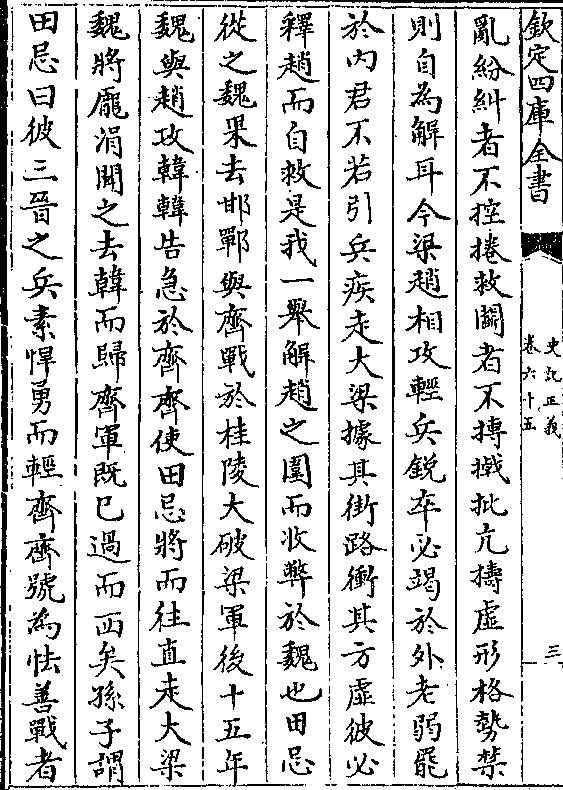 欽定四庫全書
史記正義
卷六十五
三
亂紛糾者不控捲救鬬者不摶撠批亢擣虛形格勢禁
則自為解耳今梁趙相攻輕兵鋭卒必竭於外老弱罷
於内君不若引兵疾走大梁據其街路衝其方虛彼必
釋趙而自救是我一舉解趙之圍而收弊於魏也田忌
從之魏果去邯鄲與齊戰於桂陵大破梁軍後十五年
魏與趙攻韓韓告急於齊齊使田忌將而往直走大梁
魏將龐涓聞之去韓而歸齊軍既已過而西矣孫子謂
田忌曰彼三晉之兵素悍勇而輕齊齊號為怯善戰者